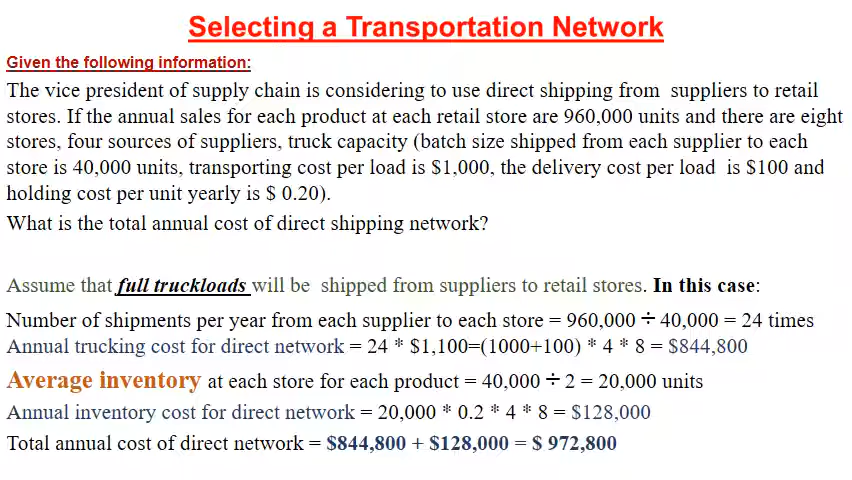 Selecting a Transportation Network
Given the following information:
The vice president of supply chain is considering to use direct shipping from suppliers to retail
stores. If the annual sales for each product at each retail store are 960,000 units and there are eight
stores, four sources of suppliers, truck capacity (batch size shipped from each supplier to each
store is 40,000 units, transporting cost per load is $1,000, the delivery cost per load is $100 and
holding cost per unit yearly is $ 0.20).
What is the total annual cost of direct shipping network?
Assume that full truckloads will be shipped from suppliers to retail stores. In this case:
Number of shipments per year from each supplier to each store = 960,000 ÷ 40,000 = 24 times
Annual trucking cost for direct network = 24 * $1,100=(1000+100) * 4 * 8 = $844,800
Average inventory at each store for each product = 40,000 ÷ 2 = 20,000 units
Annual inventory cost for direct network = 20,000 * 0.2 * 4 * 8 = $128,000
Total annual cost of direct network = $844,800 + $128,000 = $ 972,800